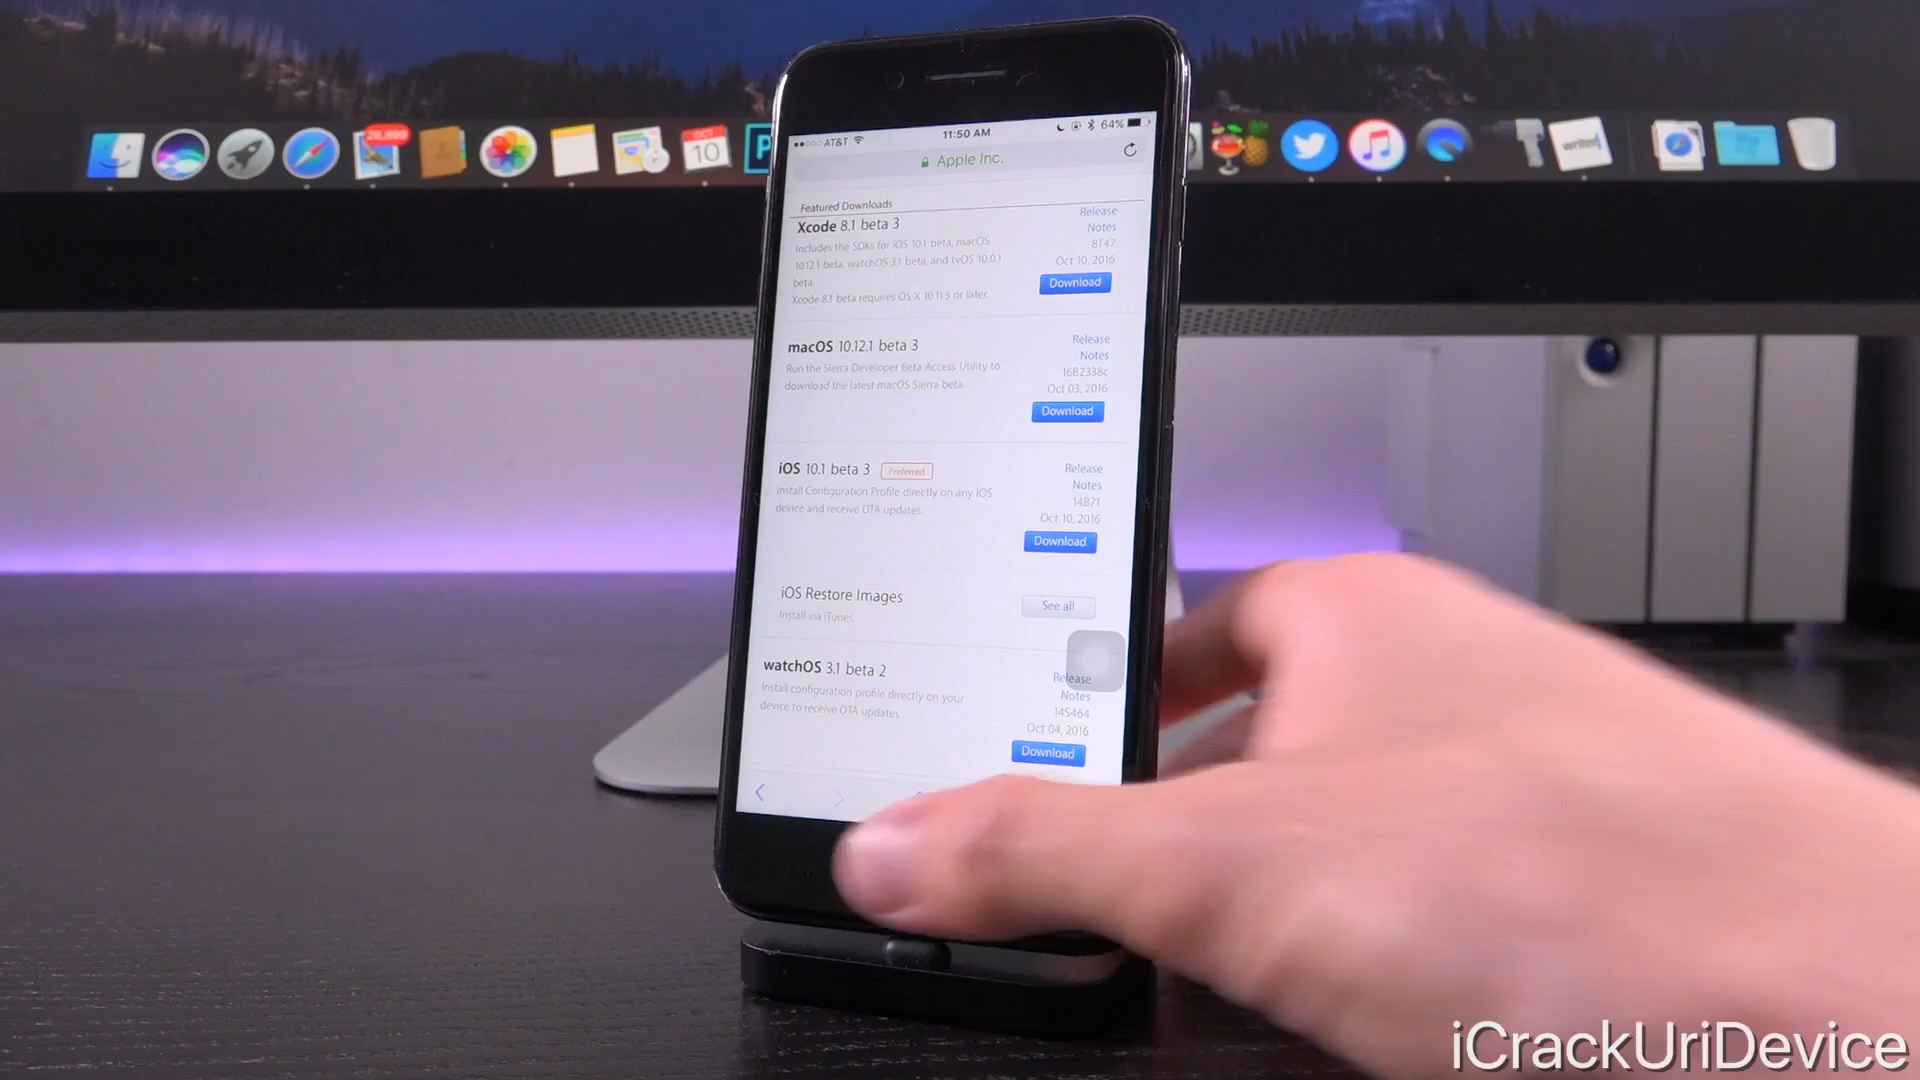 26,899
OCT
10
P
AT&T 11:50 AM 64%
Apple Inc.
Featured Downloads
Xcode 8.1 beta 3
Includes the SDKs for iOS 10.1 beta, macOS
10.12.1 beta, watchOS 3.1 beta, and tvOS 10.0.1
beta.
Xcode 8.1 beta requires OS X 10.11.5 or later.
Release
Notes
8T47
Oct 10, 2016
Download
macOS 10.12.1 beta 3
Run the Sierra Developer Beta Access Utility to
download the latest macOS Sierra beta.
Release
Notes
16B2338c
Oct 03, 2016
Download
iOS 10.1 beta 3 Preferred
Install Configuration Profile directly on any iOS
device and receive OTA updates.
Release
Notes
14B71
Oct 10, 2016
Download
iOS Restore Images
Install via iTunes.
See all
watchOS 3.1 beta 2
Install configuration profile directly on your
device to receive OTA updates.
Release
Notes
14S464
Oct 04, 2016
Download
iCrackUriDevice